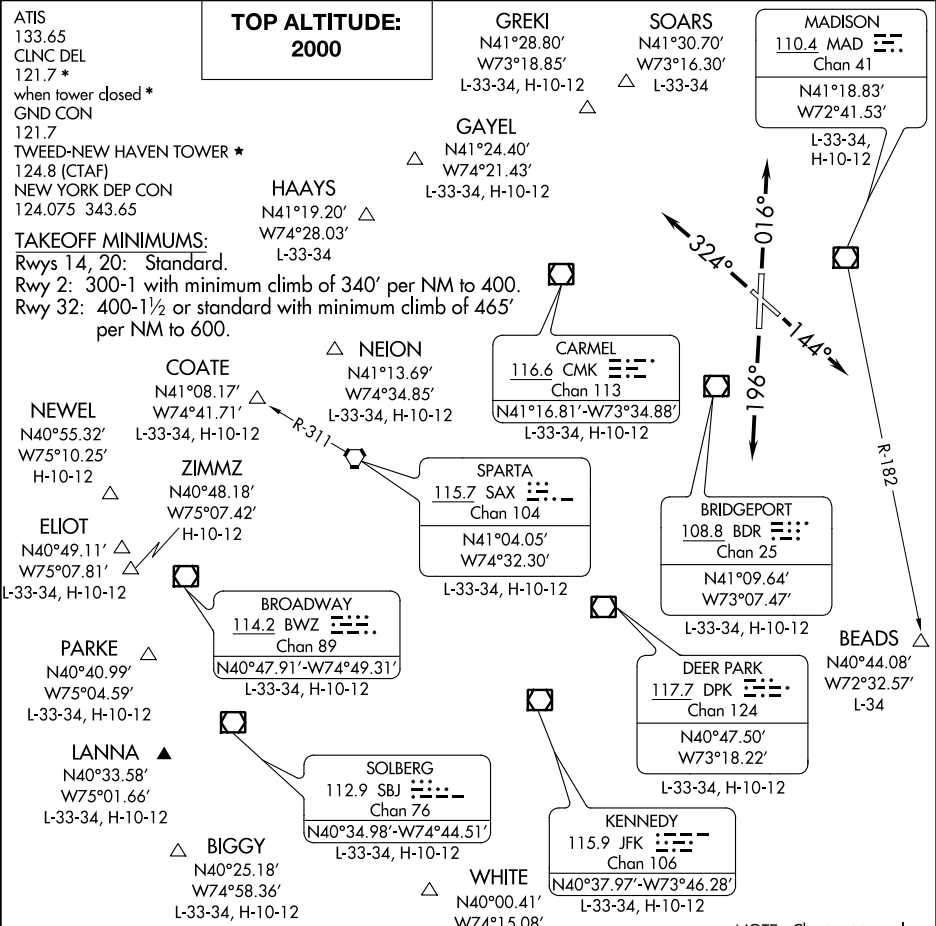 ATIS
133.65
CLNC DEL
121.7 *
when tower closed *
GND CON
121.7
TWEED-NEW HAVEN TOWER ★
124.8 (CTAF)
NEW YORK DEP CON
124.075 343.65
TOP ALTITUDE:
2000
TAKEOFF MINIMUMS:
Rwys 14, 20: Standard.
Rwy 2: 300-1 with minimum climb of 340' per NM to 400.
Rwy 32: 400-1½ or standard with minimum climb of 465'
per NM to 600.
GREKI
N41°28.80'
W73°18.85'
L-33-34, H-10-12
SOARS
N41°30.70'
W73°16.30'
L-33-34
MADISON
110.4 MAD
Chan 41
N41°18.83'
W72°41.53'
L-33-34,
H-10-12
GAYEL
N41°24.40'
W74°21.43'
L-33-34, H-10-12
HAAYS
N41°19.20'
W74°28.03'
L-33-34
016°
324°
144°
196°
CARMEL
116.6 CMK
Chan 113
N41°16.81'-W73°34.88'
L-33-34, H-10-12
NEION
N41°13.69'
W74°34.85'
L-33-34, H-10-12
COATE
N41°08.17'
W74°41.71'
L-33-34, H-10-12
R-311
NEWEL
N40°55.32'
W75°10.25'
H-10-12
ZIMMZ
N40°48.18'
W75°07.42'
H-10-12
SPARTA
115.7 SAX
Chan 104
N41°04.05'
W74°32.30'
L-33-34, H-10-12
BRIDGEPORT
108.8 BDR
Chan 25
N41°09.64'
W73°07.47'
L-33-34, H-10-12
R-182
ELIOT
N40°49.11'
W75°07.81'
L-33-34, H-10-12
BROADWAY
114.2 BWZ
Chan 89
N40°47.91'-W74°49.31'
L-33-34, H-10-12
BEADS
N40°44.08'
W72°32.57'
L-34
PARKE
N40°40.99'
W75°04.59'
L-33-34, H-10-12
DEER PARK
117.7 DPK
Chan 124
N40°47.50'
W73°18.22'
L-33-34, H-10-12
LANNA
N40°33.58'
W75°01.66'
L-33-34, H-10-12
SOLBERG
112.9 SBJ
Chan 76
N40°34.98'-W74°44.51'
L-33-34, H-10-12
KENNEDY
115.9 JFK
Chan 106
N40°37.97'-W73°46.28'
L-33-34, H-10-12
BIGGY
N40°25.18'
W74°58.36'
L-33-34, H-10-12
WHITE
N40°00.41'
W74°15.08'